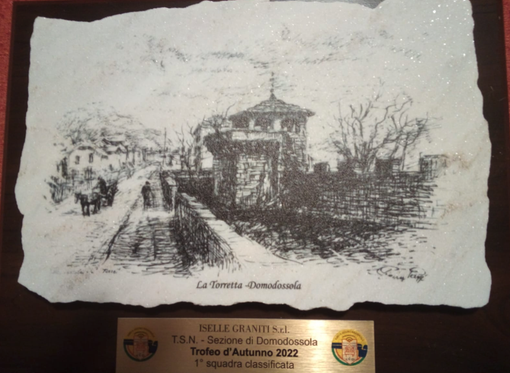 La Torretta - Domodossola
ISELLE GRANITI S.r.l.
T.S.N. - Sezione di Domodossola
Trofeo d'Autunno 2022
1° squadra classificata